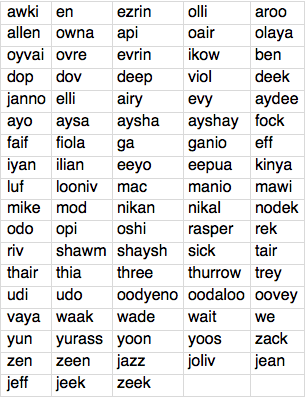 awki en ezrin olli aroo
allen owna api oair olaya
oyvai ovre evrin ikow ben
dop dov deep viol deek
janno elli airy evy aydee
ayo aysa aysha ayshay fock
faif fiola ga ganio eff
iyan ilian eeyo eepua kinya
luf looniv mac manio mawi
mike mod nikan nikal nodek
odo opi oshi rasper rek
riv shawm shaysh sick tair
thair thia three thurrow trey
udi udo oodyeno oodaloo oovey
vaya waak wade wait we
yun yurass yoon yoos zack
zen zeen jazz joliv jean
jeff jeek zeek